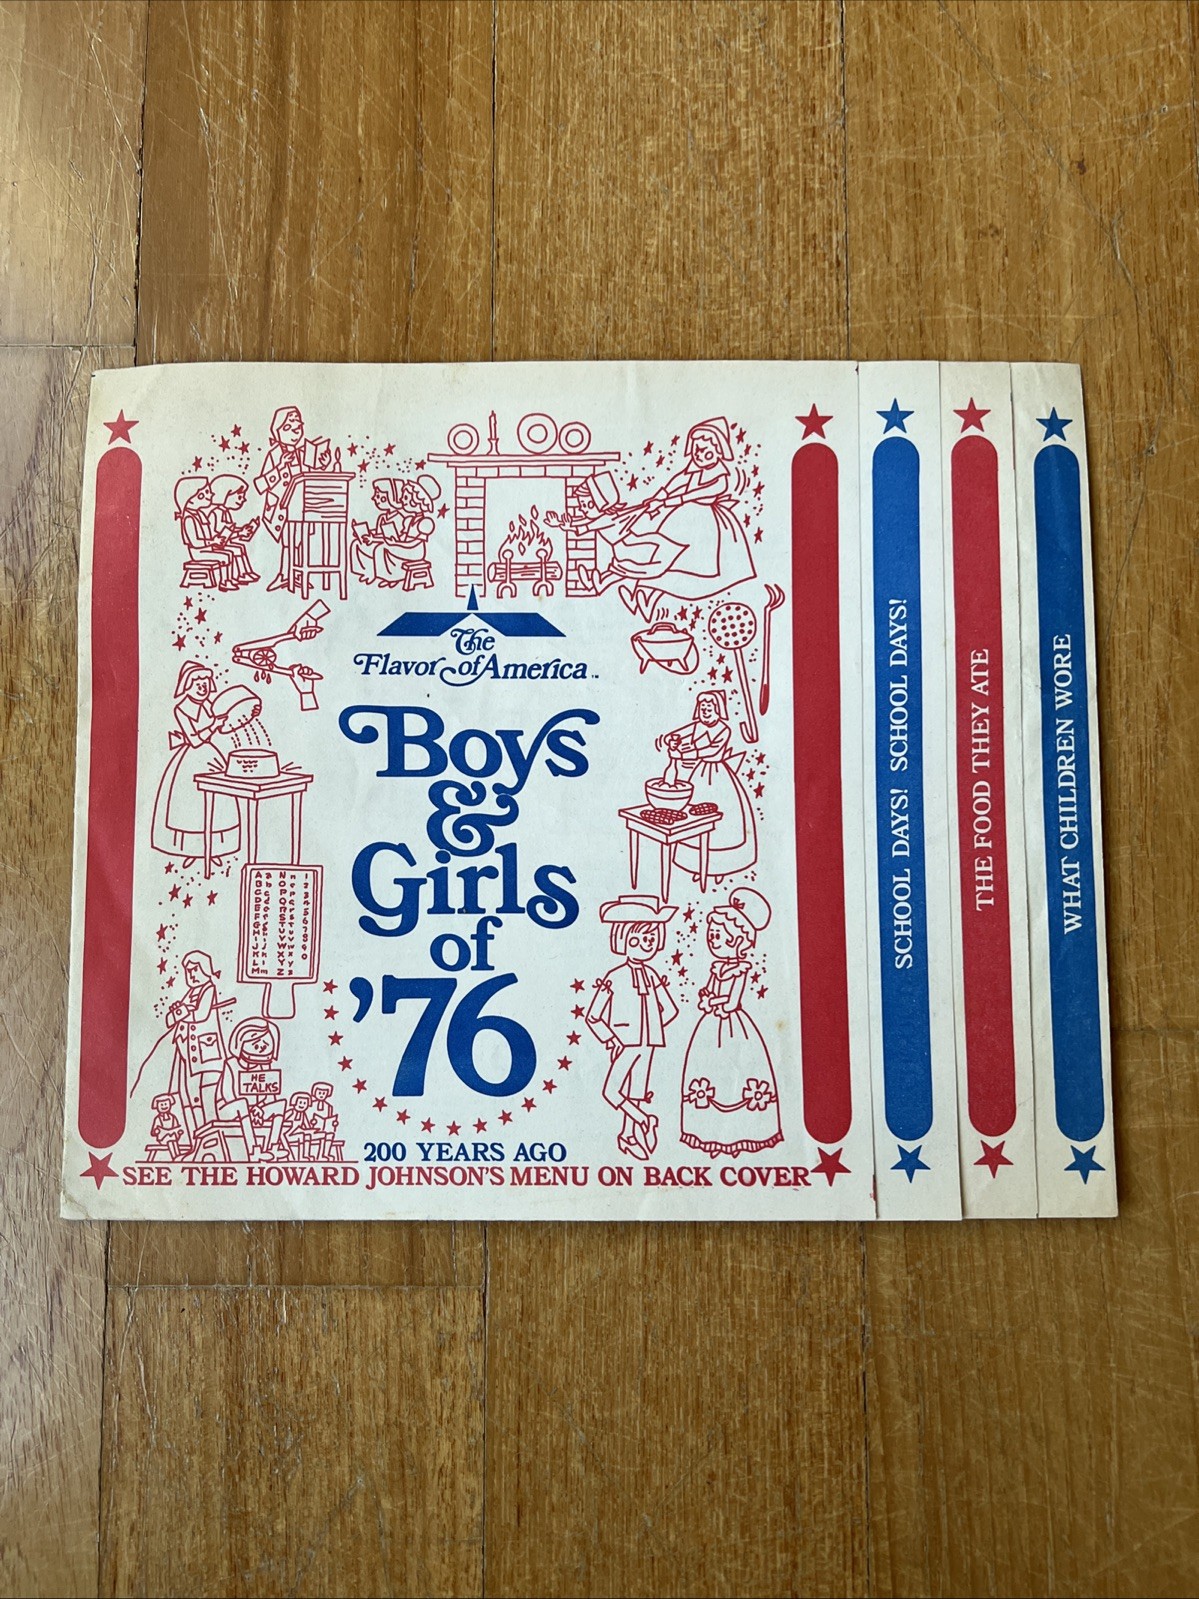 The
Flavor of America™
Boys
&
Girls
of
'76
HE
TALKS
200 YEARS AGO
SEE THE HOWARD JOHNSON'S MENU ON BACK COVER
SCHOOL DAYS! SCHOOL DAYS!
THE FOOD THEY ATE
WHAT CHILDREN WORE